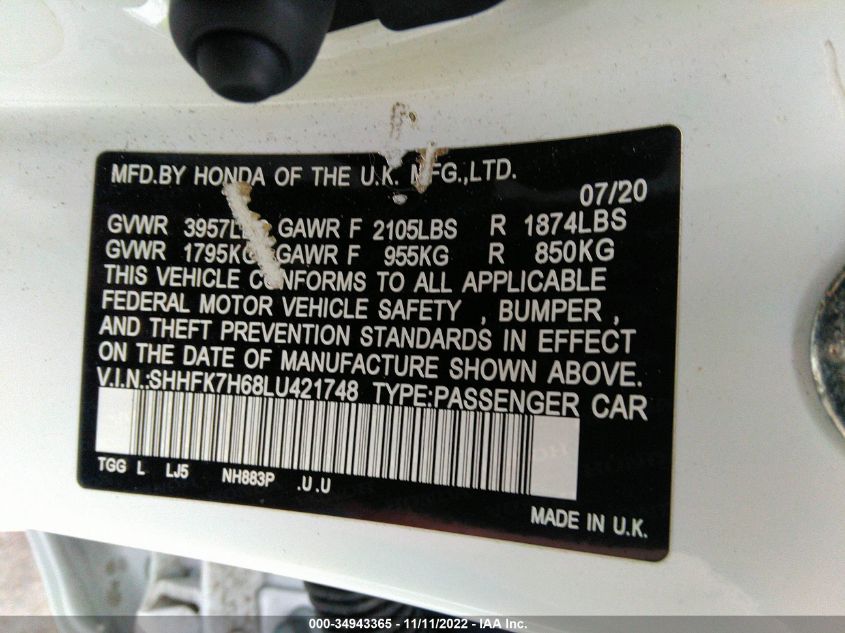 MFD.BY HONDA OF THE U.K. MFG.,LTD.
07/20
GVWR 3957LBS GAWR F 2105LBS R 1874LBS
GVWR 1795KG GAWR F 955KG R 850KG
THIS VEHICLE CONFORMS TO ALL APPLICABLE
FEDERAL MOTOR VEHICLE SAFETY , BUMPER ,
AND THEFT PREVENTION STANDARDS IN EFFECT
ON THE DATE OF MANUFACTURE SHOWN ABOVE.
V.I.N.:SHHFK7H68LU421748 TYPE:PASSENGER CAR
TGG L LJ5 NH883P .U.U
MADE IN U.K.
000-34943365 - 11/11/2022 - IAA Inc.